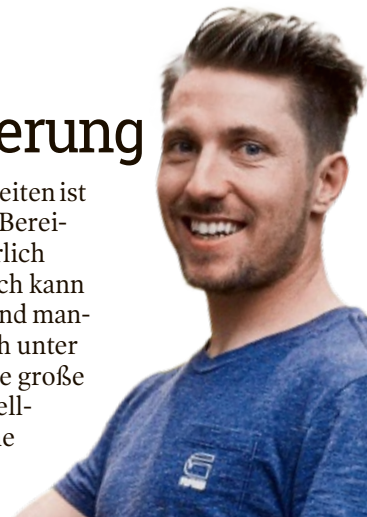 erung
eiten ist
Berei-
rlich
ch kann
nd man-
h unter
e große
ell-
e